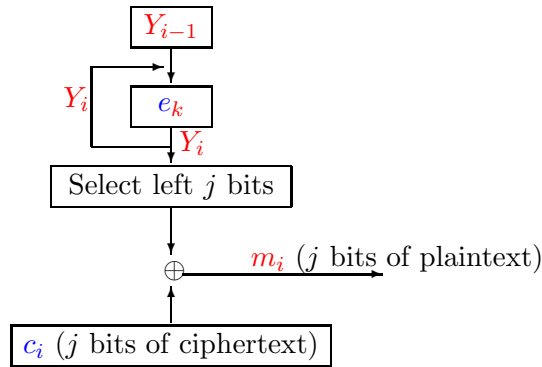 Y_{i−1}
Y_i
e_k
Y_i
Select left j bits
⊕
m_i (j bits of plaintext)
c_i (j bits of ciphertext)